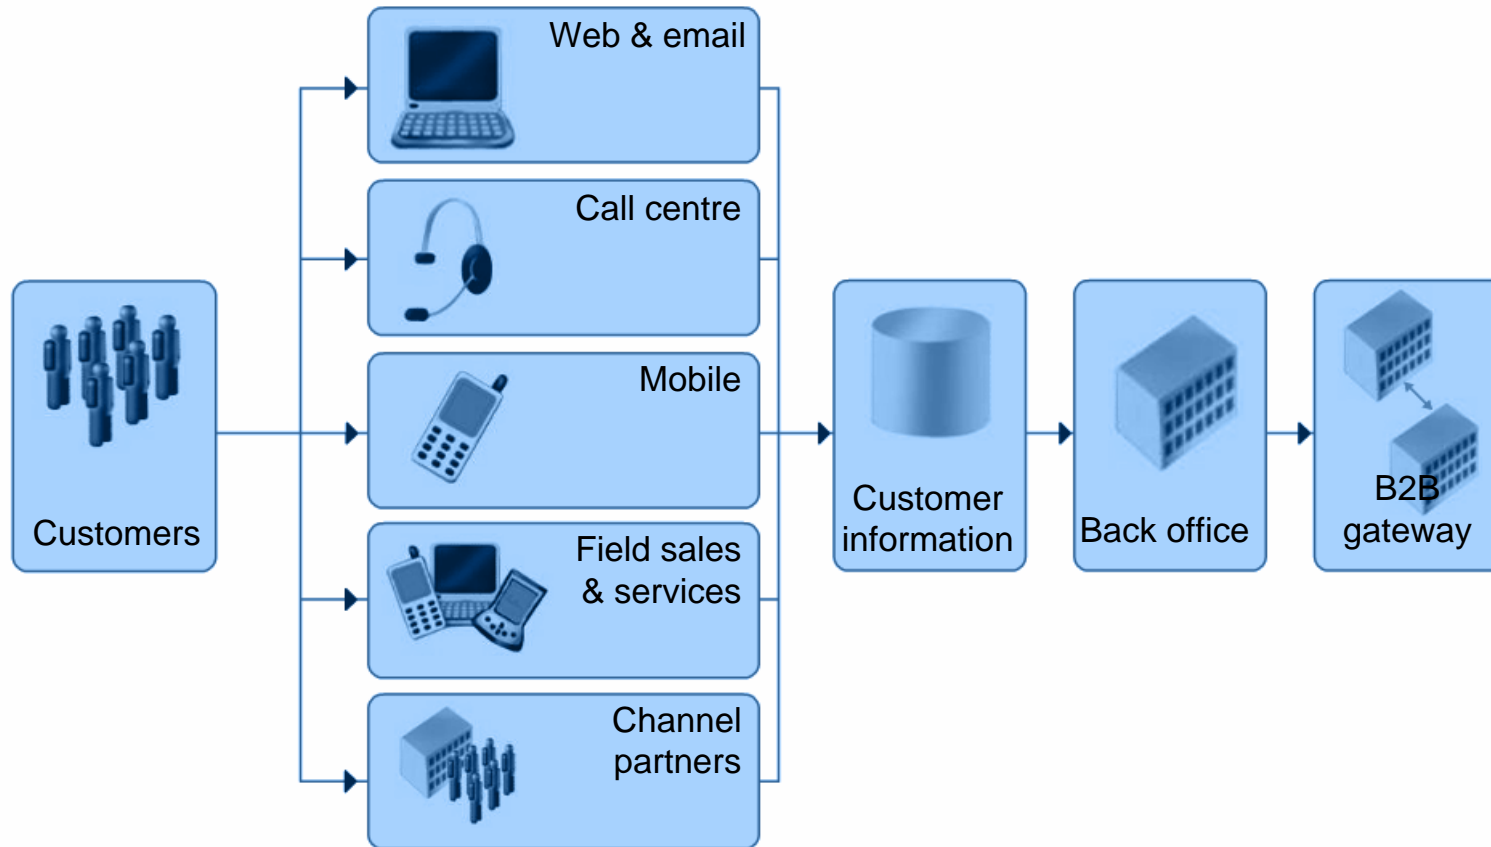 Web & email
Call centre
Mobile
Field sales
& services
Channel
partners
Customers
Customer
information
Back office
B2B
gateway